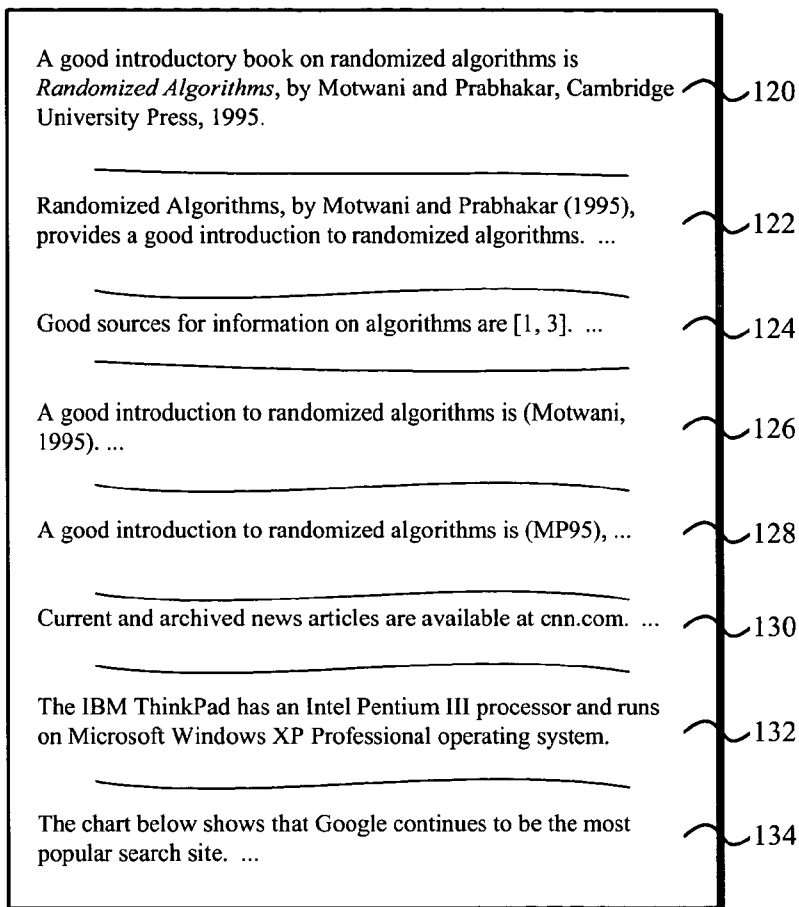 A good introductory book on randomized algorithms is
Randomized Algorithms, by Motwani and Prabhakar, Cambridge
University Press, 1995.
120
Randomized Algorithms, by Motwani and Prabhakar (1995),
provides a good introduction to randomized algorithms. ...
122
Good sources for information on algorithms are [1, 3]. ...
124
A good introduction to randomized algorithms is (Motwani,
1995). ...
126
A good introduction to randomized algorithms is (MP95), ...
128
Current and archived news articles are available at cnn.com. ...
130
The IBM ThinkPad has an Intel Pentium III processor and runs
on Microsoft Windows XP Professional operating system.
132
The chart below shows that Google continues to be the most
popular search site. ...
134